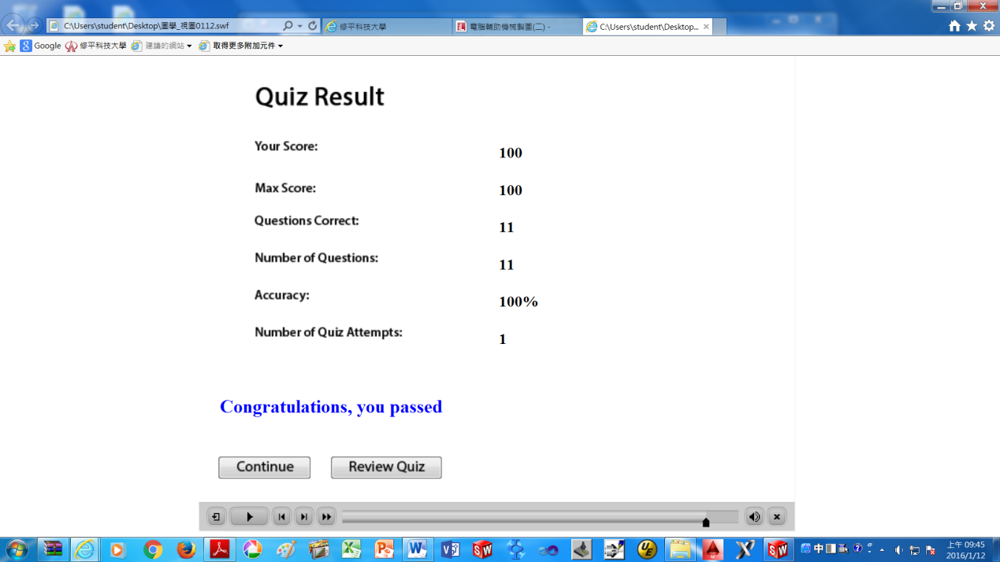 C:\Users\student\Desktop\圖學_視圖0112.swf
修平科技大學
電腦輔助機械製圖(二) -
C:\Users\student\Desktop...
Google 修平科技大學 建議的網站 取得更多附加元件
Quiz Result
Your Score: 100
Max Score: 100
Questions Correct: 11
Number of Questions: 11
Accuracy: 100%
Number of Quiz Attempts: 1
Congratulations, you passed
Continue Review Quiz
中
上午 09:45
2016/1/12